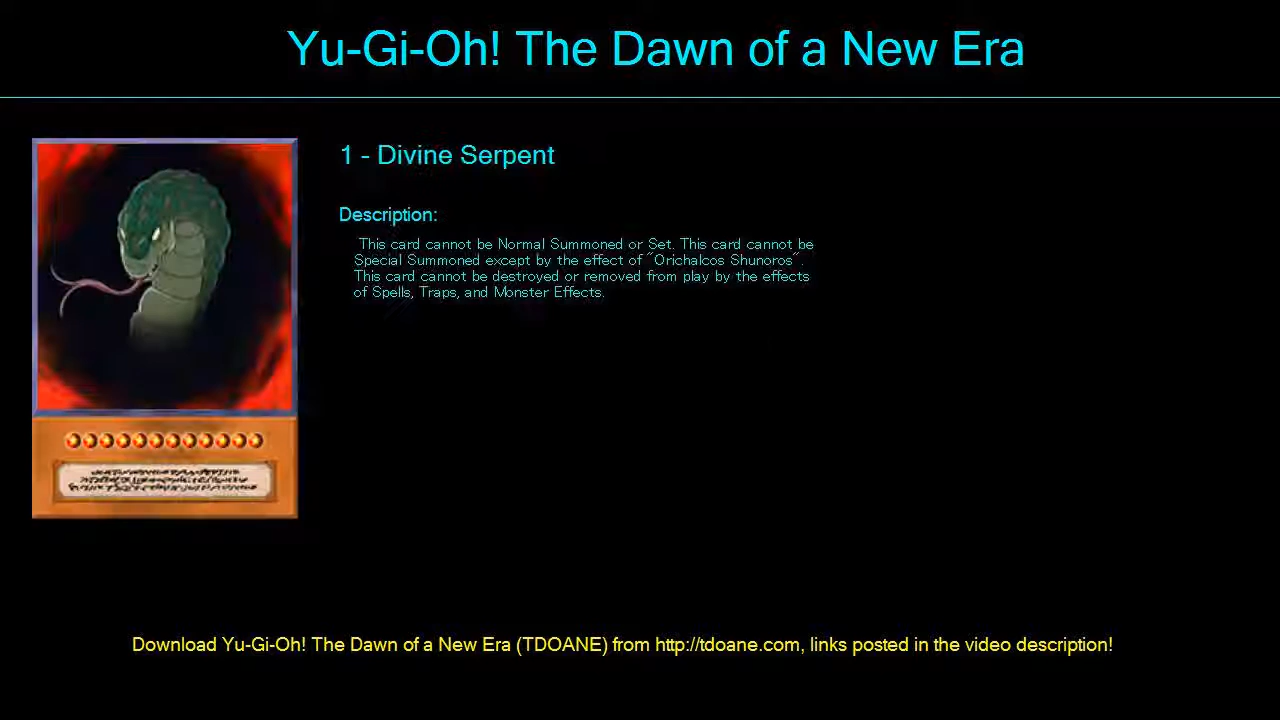 Yu-Gi-Oh! The Dawn of a New Era
1 - Divine Serpent
Description:
This card cannot be Normal Summoned or Set. This card cannot be
Special Summoned except by the effect of "Orichalcos Shunoros".
This card cannot be destroyed or removed from play by the effects
of Spells, Traps, and Monster Effects.
Download Yu-Gi-Oh! The Dawn of a New Era (TDOANE) from http://tdoane.com, links posted in the video description!